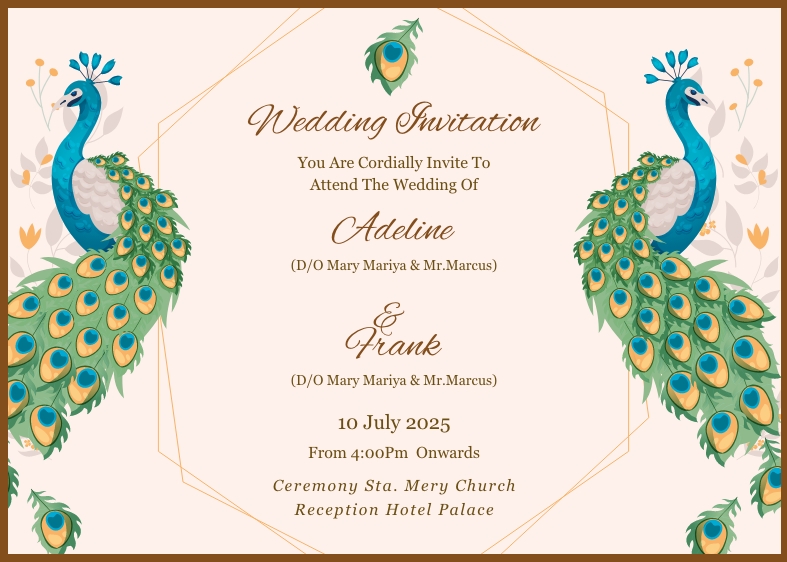 Wedding Invitation
You Are Cordially Invite To
Attend The Wedding Of
Adeline
(D/O Mary Mariya & Mr.Marcus)
&
Frank
(D/O Mary Mariya & Mr.Marcus)
10 July 2025
From 4:00Pm Onwards
Ceremony Sta. Mery Church
Reception Hotel Palace